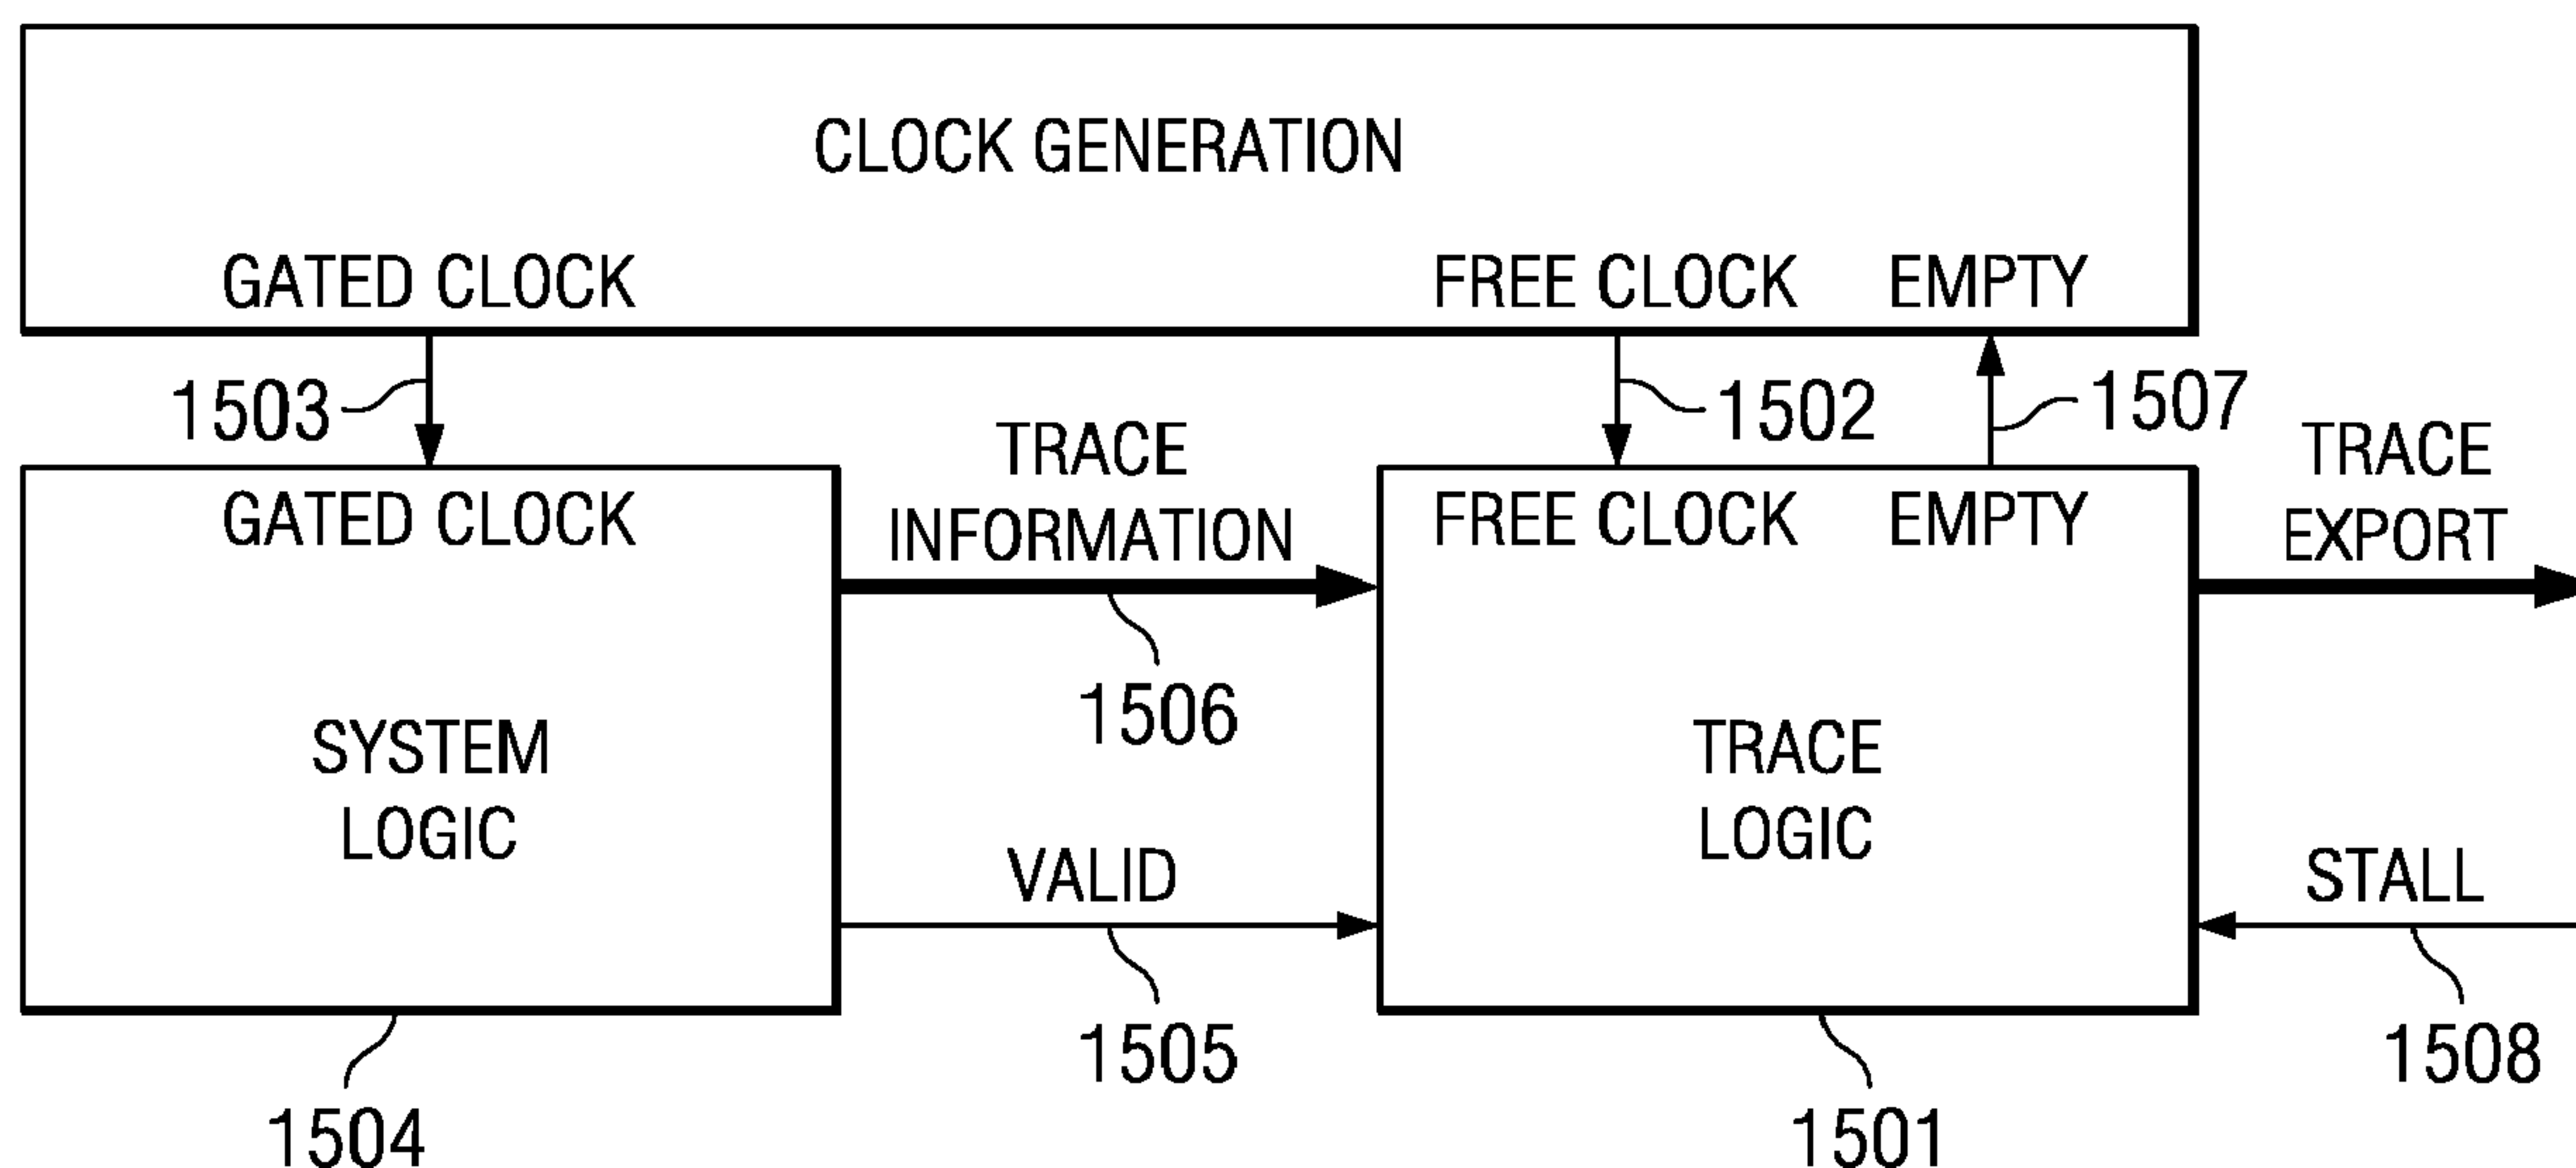 CLOCK GENERATION
GATED CLOCK
FREE CLOCK
EMPTY
1503
1502
1507
TRACE
INFORMATION
TRACE
EXPORT
GATED CLOCK
FREE CLOCK
EMPTY
1506
SYSTEM
LOGIC
TRACE
LOGIC
VALID
STALL
1505
1508
1504
1501